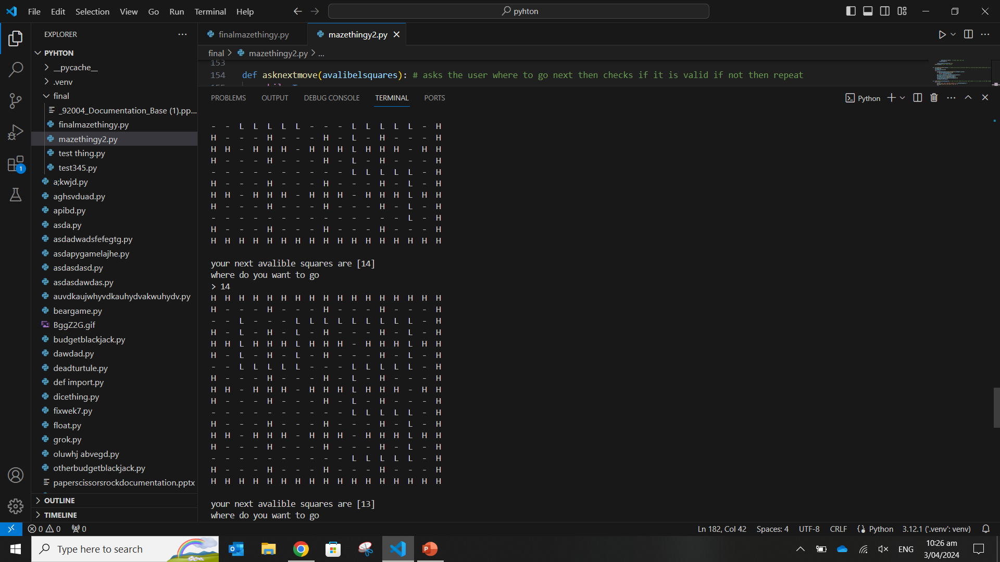 File Edit Selection View Go Run Terminal Help
pyhton
EXPLORER
PYHTON
__pycache__
.venv
final
_92004_Documentation_Base (1).pp...
finalmazethingy.py
mazethingy2.py
test thing.py
test345.py
a;kwjd.py
aghsvduad.py
apibd.py
asda.py
asdadwadsfefegtg.py
asdapygamelajhe.py
asdasdasd.py
asdasdawdas.py
auvdkaujwhyvdkauhydvakwuhydv.py
beargame.py
BggZ2G.gif
budgetblackjack.py
dawdad.py
deadturtule.py
def import.py
dicething.py
fixwek7.py
float.py
grok.py
oluwhj abvegd.py
otherbudgetblackjack.py
paperscissorsrockdocumentation.pptx
OUTLINE
TIMELINE
1
finalmazethingy.py mazethingy2.py
final > mazethingy2.py > ...
153
154 def asknextmove(avalibelsquares): # asks the user where to go next then checks if it is valid if not then repeat
PROBLEMS OUTPUT DEBUG CONSOLE TERMINAL PORTS
Python
- - L L L L L - - - L L L L L - H
H - - - H - - - H - L - H - - - H
H H - H H H - H H H L H H H - H H
H - - - H - - - H - L - H - - - H
- - - - - - - - - - L L L L L - H
H - - - H - - - H - - - H - L - H
H H - H H H - H H H - H H H L H H
H - - - H - - - H - - - H - L - H
- - - - - - - - - - - - - - L - H
H - - - H - - - H - - - H - - - H
H H H H H H H H H H H H H H H H H
your next avalible squares are [14]
where do you want to go
> 14
H H H H H H H H H H H H H H H H H
H - - - H - - - H - - - H - - - H
- - L - - - L L L L L L L L L - H
H - L - H - L - H - - - H - L - H
H H L H H H L H H H - H H H L H H
H - L - H - L - H - - - H - L - H
- - L L L L L - - - L L L L L - H
H - - - H - - - H - L - H - - - H
H H - H H H - H H H L H H H - H H
H - - - H - - - H - L - H - - - H
- - - - - - - - - - L L L L L - H
H - - - H - - - H - - - H - L - H
H H - H H H - H H H - H H H L H H
H - - - H - - - H - - - H - L - H
- - - - - - - - - - L L L L L - H
H - - - H - - - H - - - H - - - H
H H H H H H H H H H H H H H H H H
your next avalible squares are [13]
where do you want to go
0 0 0 Ln 182, Col 42 Spaces: 4 UTF-8 CRLF Python 3.12.1 ('.venv': venv)
Type here to search
ENG
10:26 am
3/04/2024